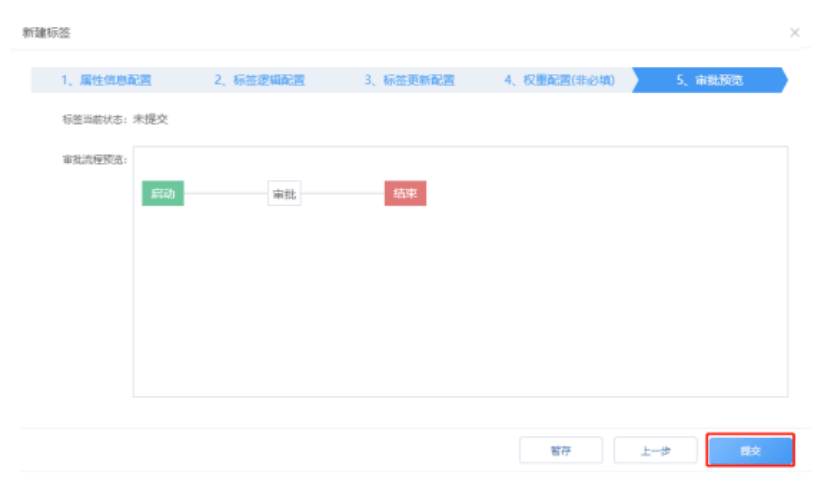 新建标签
1、属性信息配置 2、标签逻辑配置 3、标签更新配置 4、权重配置(非必填) 5、审批预览
标签当前状态：未提交
审批流程预览：
启动 审批 结束
暂存 上一步 提交